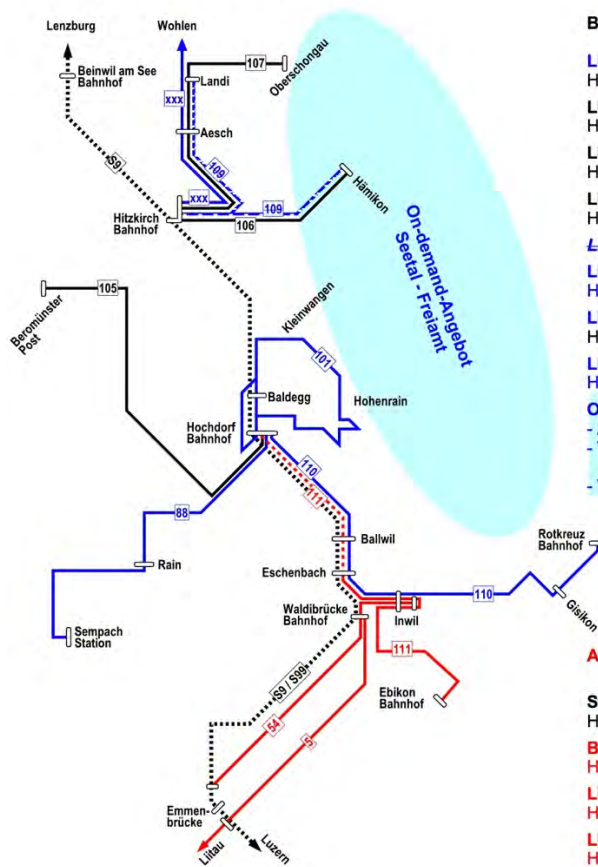 Lenzburg
Wohlen
Beinwil am See
Bahnhof
Landi
107
Oberschongau
xxx
Aesch
S9
109
xxx
109
Hämikon
Hitzkirch
Bahnhof
106
On-demand-Angebot
Seetal - Freiamt
105
Beromünster
Post
Kleinwangen
101
Baldegg
Hohenrain
Hochdorf
Bahnhof
110
111
88
Ballwil
Rotkreuz
Bahnhof
Rain
Eschenbach
110
Gisikon
Waldibrücke
Bahnhof
Inwil
Sempach
Station
111
S9 / S99
Ebikon
Bahnhof
54
5
Emmen-
brücke
Littau
Luzern
B
L
H
L
H
L
H
L
H
L
L
H
L
H
L
H
O
-
-
-
A
S
H
B
H
L
H
L
H